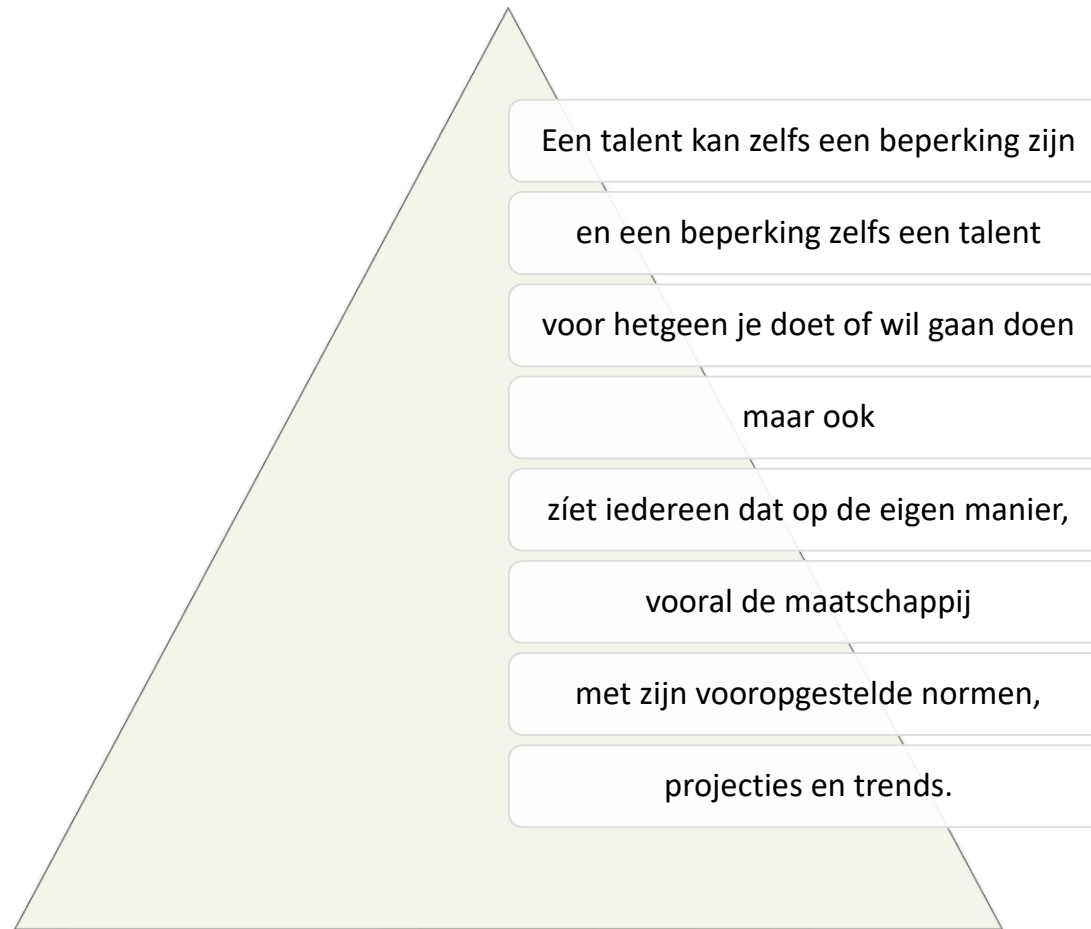 Een talent kan zelfs een beperking zijn
en een beperking zelfs een talent
voor hetgeen je doet of wil gaan doen
maar ook
zíet iedereen dat op de eigen manier,
vooral de maatschappij
met zijn vooropgestelde normen,
projecties en trends.